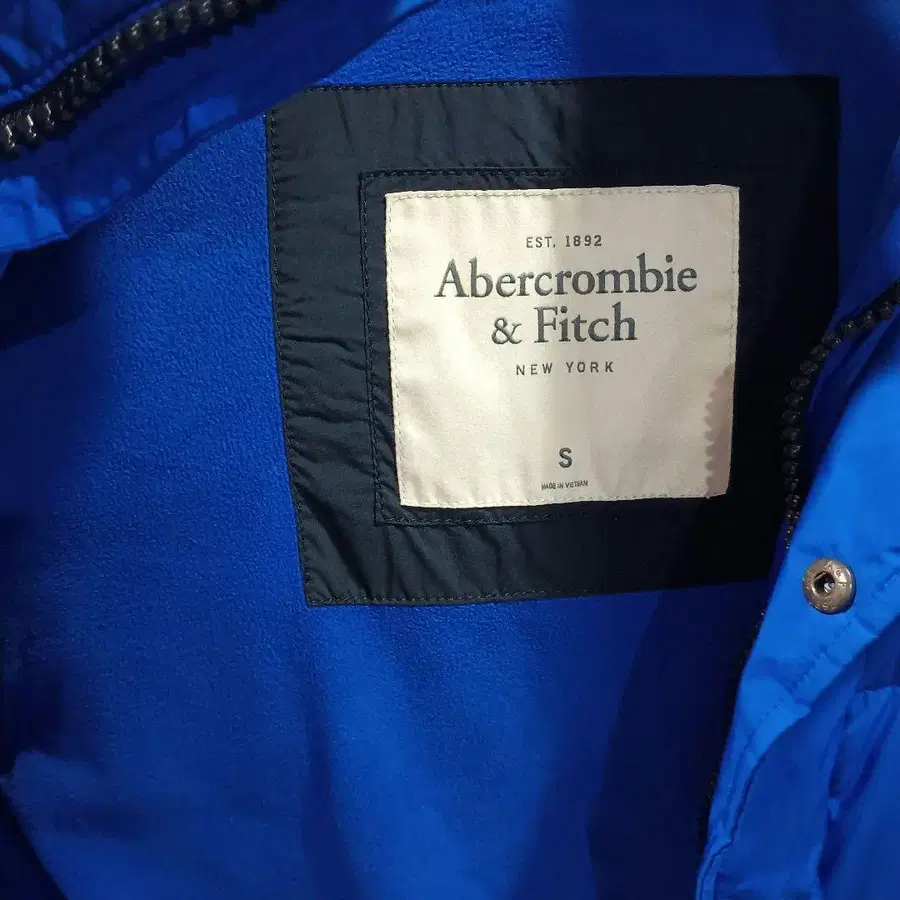 EST. 1892
Abercrombie
& Fitch
NEW YORK
S
MADE IN VIETNAM